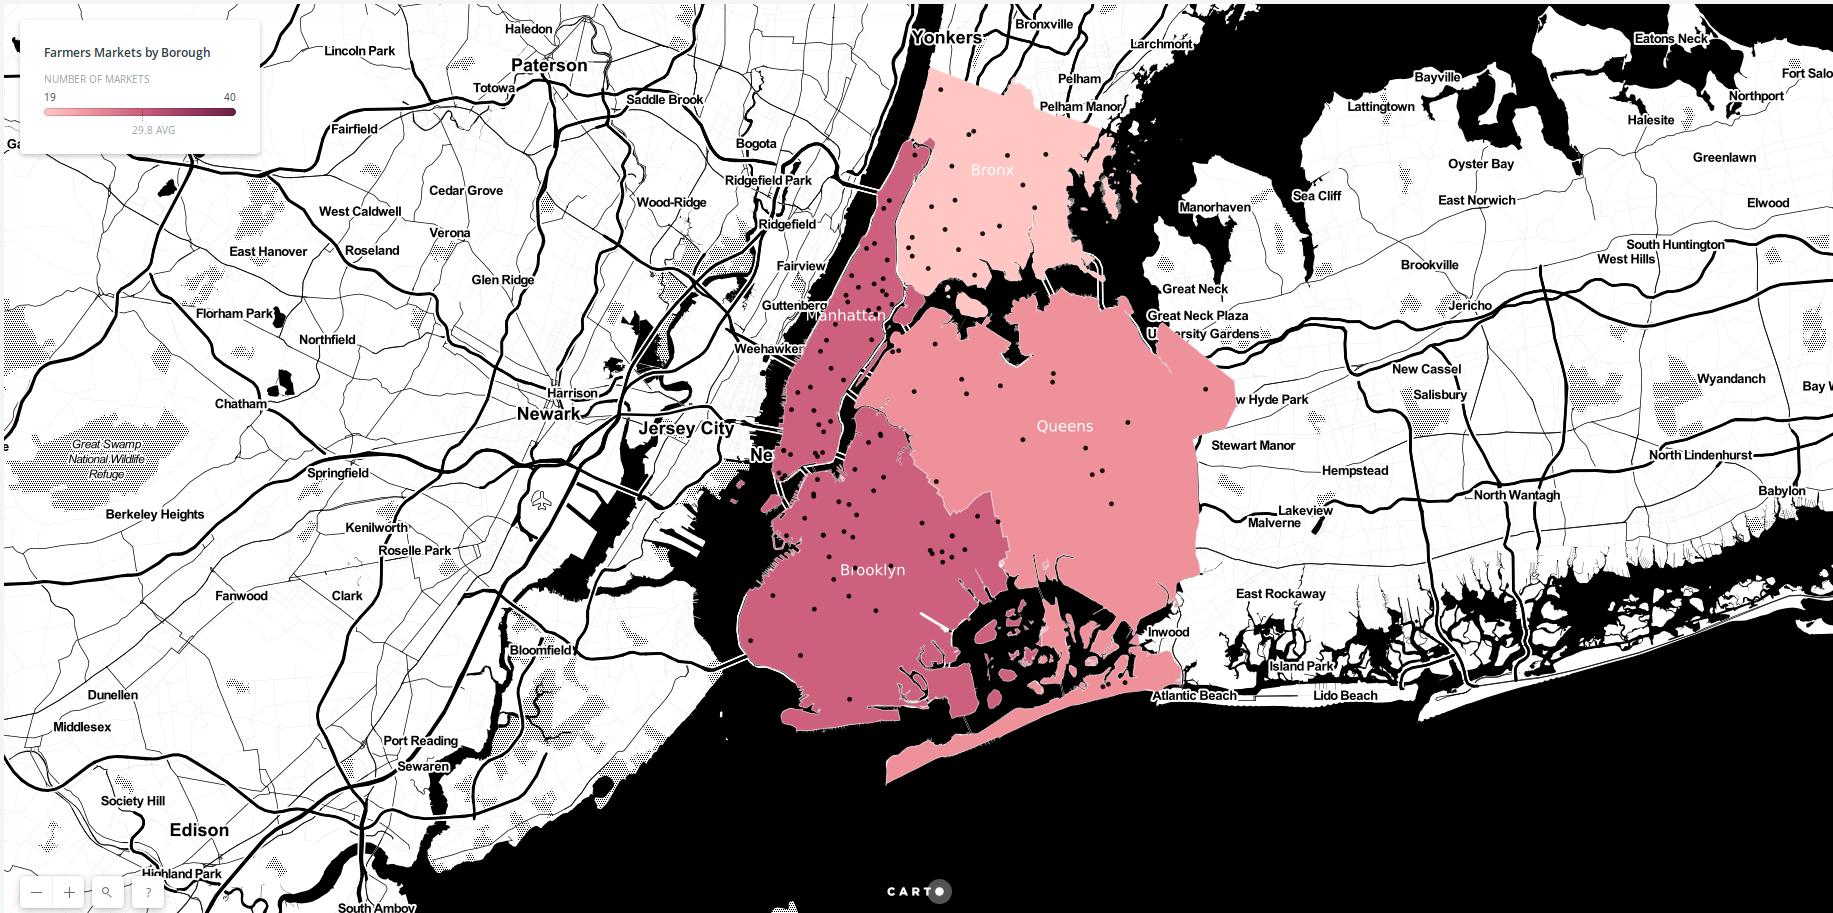 Farmers Markets by Borough
NUMBER OF MARKETS
19 40
29.8 AVG
Haledon
Lincoln Park
Paterson
Totowa
Saddle Brook
Fairfield
Bogota
Yonkers
Bronxville
Larchmont
Pelham
Pelham Manor
Eatons Neck
Bayville
Fort Salo
Lattingtown
Northport
Halesite
Ga
Cedar Grove
Ridgefield Park
Wood-Ridge
West Caldwell
Verona
Ridgefield
East Hanover
Roseland
Fairview
Glen Ridge
Guttenberg
Florham Park
Northfield
Weehawke
Bronx
Manhattan
Oyster Bay
Greenlawn
Sea Cliff
East Norwich
Elwood
Manorhaven
South Huntington
West Hills
Brookville
Great Neck
Jericho
Great Neck Plaza
University Gardens
New Cassel
Wyandanch
Salisbury
Bay W
w Hyde Park
Harrison
Chatham
Newark
Jersey City
Ne
Queens
Stewart Manor
Hempstead
North Lindenhurst
Great Swamp
National Wildlife
Refuge
Springfield
Berkeley Heights
Kenilworth
Roselle Park
North Wantagh
Babylon
Lakeview
Malverne
Brooklyn
Fanwood
Clark
East Rockaway
Inwood
Bloomfield
Island Park
Dunellen
Atlantic Beach
Lido Beach
Middlesex
Port Reading
Sewaren
Society Hill
Edison
Highland Park
South Amboy
− + ?
CARTO